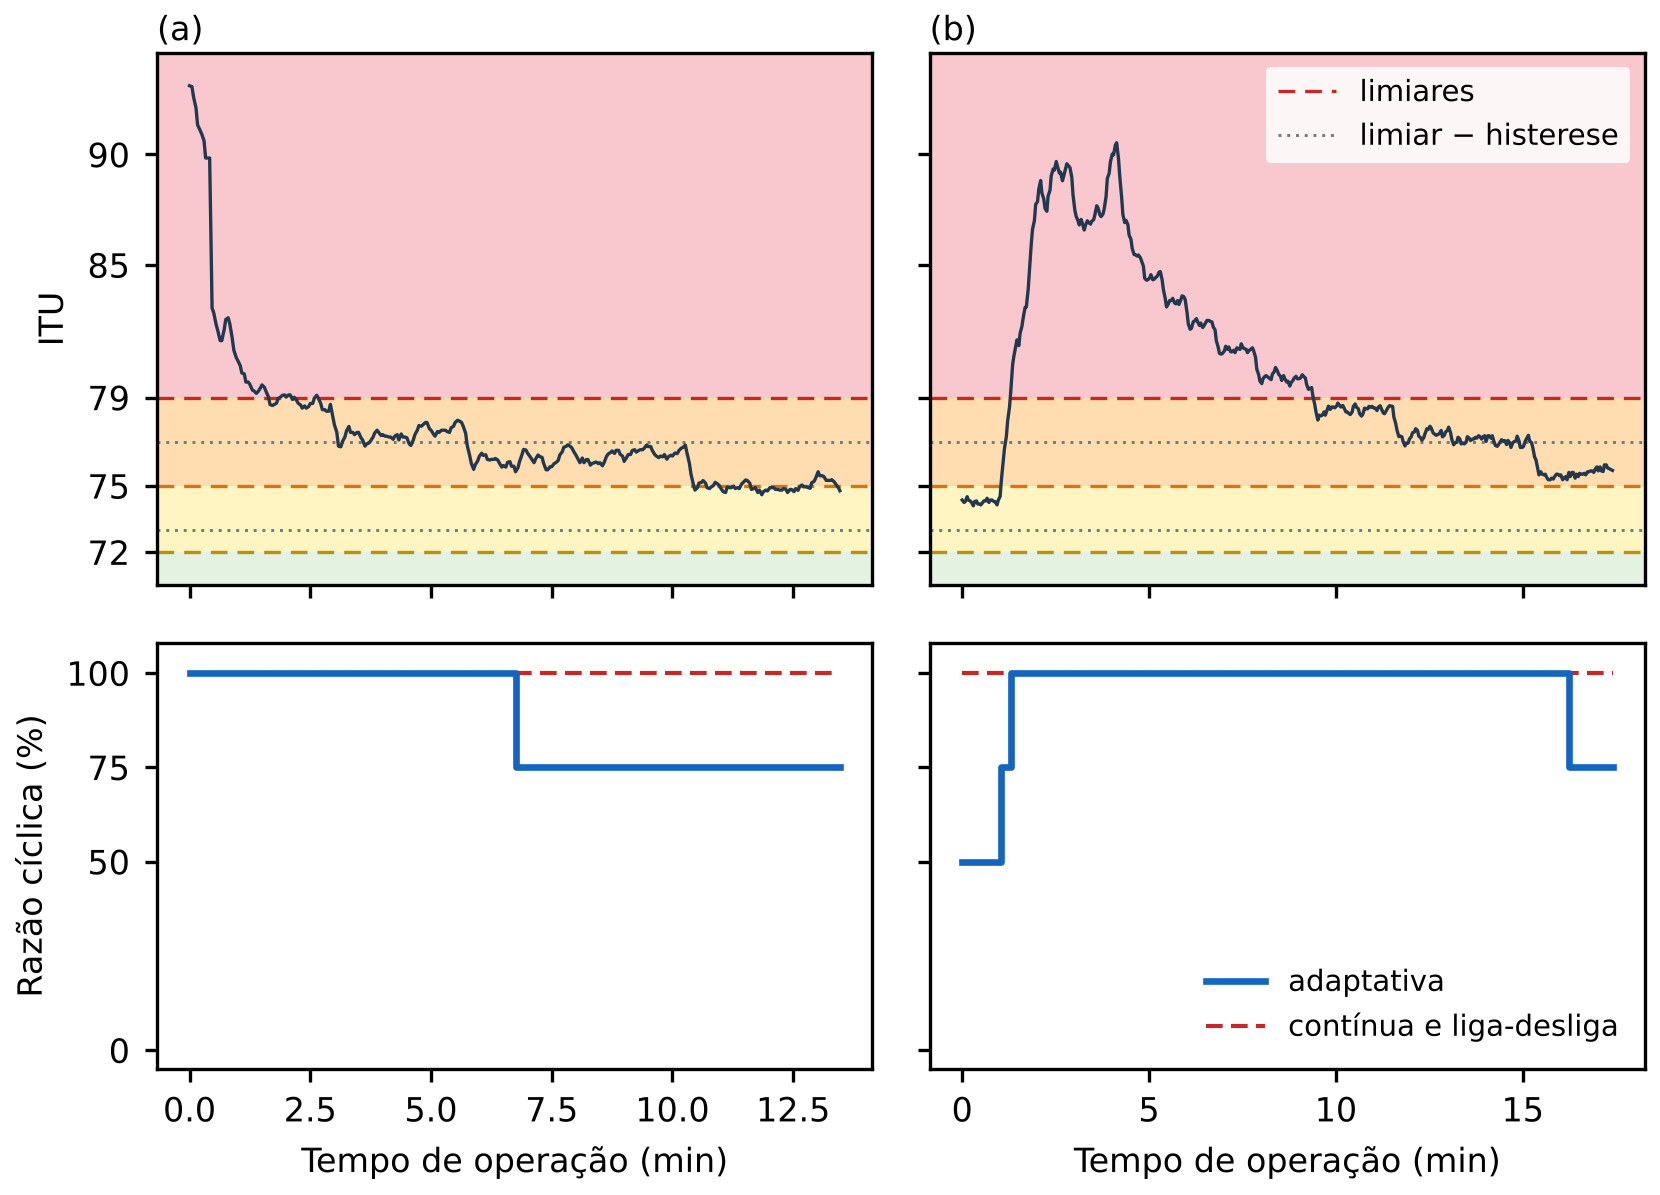 (a)
(b)
limiares
limiar − histerese
90
85
79
75
72
ITU
100
75
50
0
Razão cíclica (%)
adaptativa
contínua e liga-desliga
0.0 2.5 5.0 7.5 10.0 12.5
0 5 10 15
Tempo de operação (min)
Tempo de operação (min)